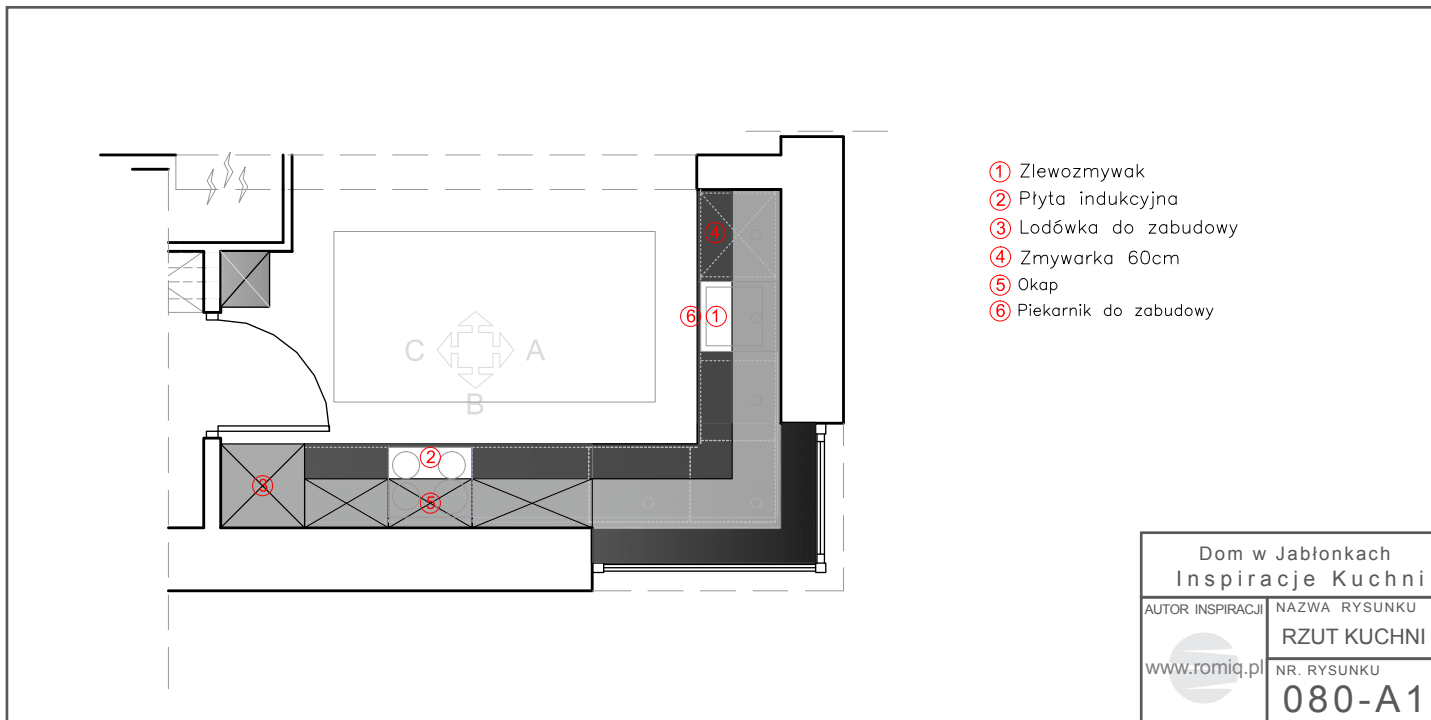 ① Zlewozmywak
② Płyta indukcyjna
③ Lodówka do zabudowy
④ Zmywarka 60cm
⑤ Okap
⑥ Piekarnik do zabudowy
④
⑥ ①
C A
B
②
③
⑤
Dom w Jabłonkach
Inspiracje Kuchni
AUTOR INSPIRACJI
www.romiq.pl
NAZWA RYSUNKU
RZUT KUCHNI
NR. RYSUNKU
080-A1